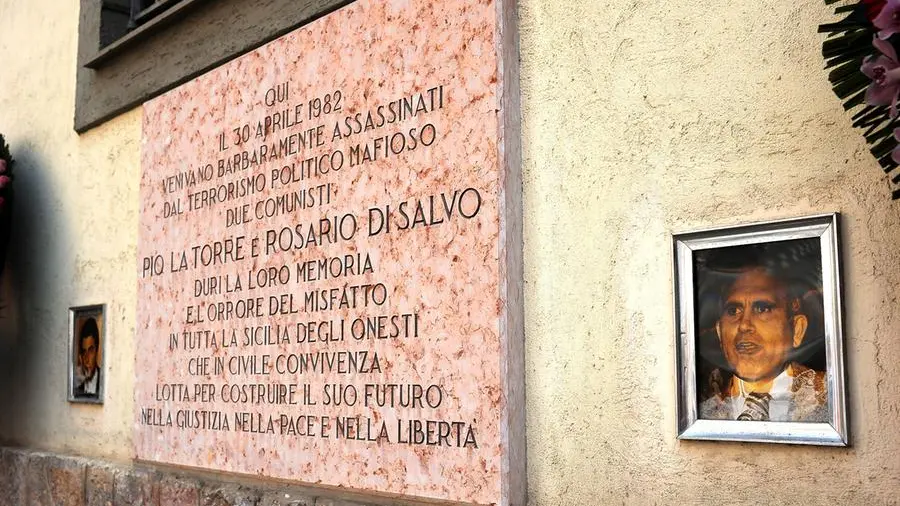 QUI
IL 30 APRILE 1982
VENIVANO BARBARAMENTE ASSASSINATI
DAL TERRORISMO POLITICO MAFIOSO
DUE COMUNISTI
PIO LA TORRE E ROSARIO DI SALVO
DURI LA LORO MEMORIA
E L'ORRORE DEL MISFATTO
IN TUTTA LA SICILIA DEGLI ONESTI
CHE IN CIVILE CONVIVENZA
LOTTA PER COSTRUIRE IL SUO FUTURO
NELLA GIUSTIZIA NELLA PACE E NELLA LIBERTÀ